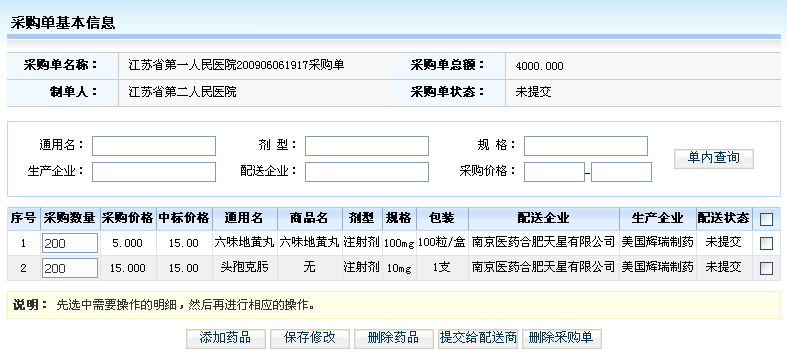 采购单基本信息
采购单名称： 江苏省第一人民医院200906061917采购单 采购单总额： 4000.000
制单人： 江苏省第二人民医院 采购单状态： 未提交
通用名： 剂 型： 规 格：
生产企业： 配送企业： 采购价格： - 单内查询
序号 采购数量 采购价格 中标价格 通用名 商品名 剂型 规格 包装 配送企业 生产企业 配送状态
1 200 5.000 15.00 六味地黄丸 六味地黄丸 注射剂 100mg 100粒/盒 南京医药合肥天星有限公司 美国辉瑞制药 未提交
2 200 15.000 15.00 头孢克肟 无 注射剂 10mg 1支 南京医药合肥天星有限公司 美国辉瑞制药 未提交
说明： 先选中需要操作的明细，然后再进行相应的操作。
添加药品 保存修改 删除药品 提交给配送商 删除采购单